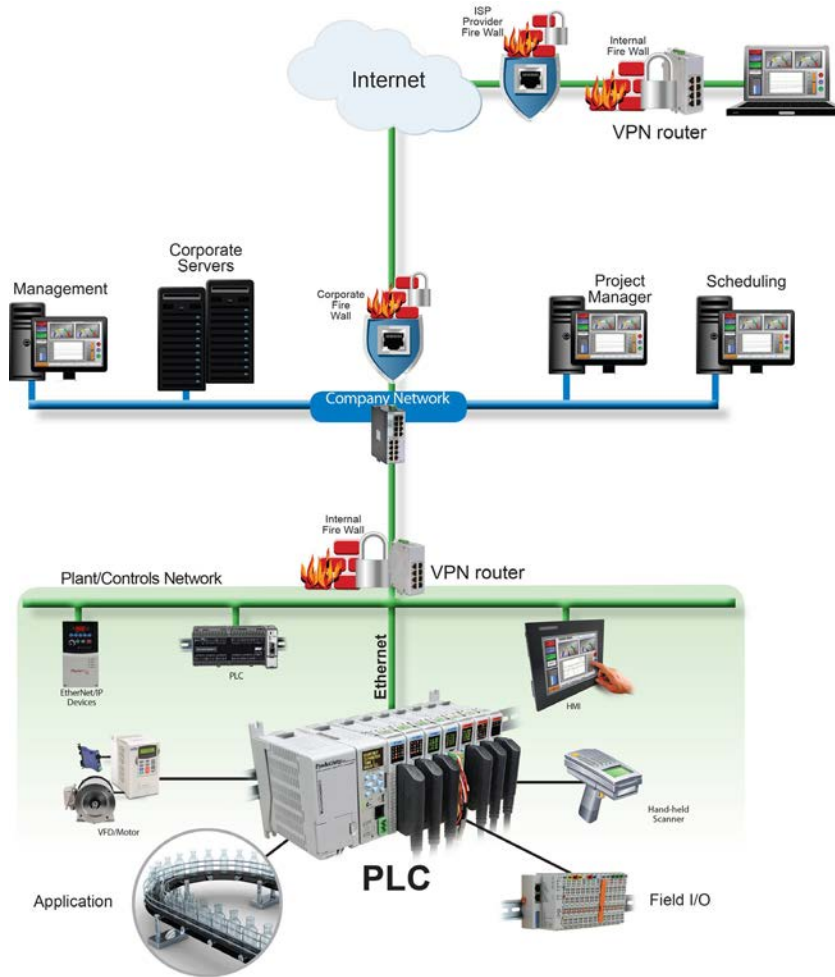 ISP
Provider
Fire Wall
Internal
Fire Wall
Internet
VPN router
Corporate
Servers
Management
Corporate
Fire
Wall
Project
Manager
Scheduling
Company Network
Internal
Fire Wall
VPN router
Plant/Controls Network
EtherNet/IP
Devices
PLC
Ethernet
HMI
VFD/Motor
Hand-held
Scanner
PLC
Application
Field I/O